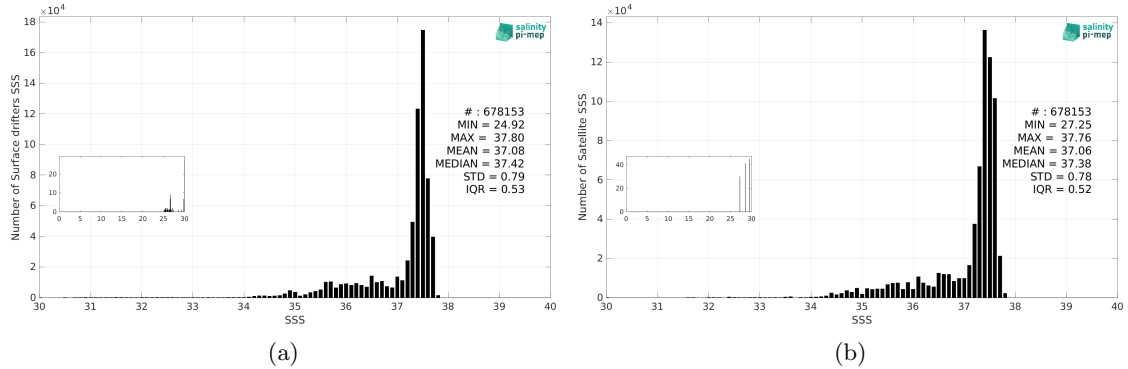 ×10⁴
18
16
14
12
10
8
6
4
2
0
Number of Surface drifters SSS
salinity
pi-mep
# : 678153
MIN = 24.92
MAX = 37.80
MEAN = 37.08
MEDIAN = 37.42
STD = 0.79
IQR = 0.53
20
10
0
0 5 10 15 20 25 30
30 31 32 33 34 35 36 37 38 39 40
SSS
(a)
×10⁴
14
12
10
8
6
4
2
0
Number of Satellite SSS
salinity
pi-mep
# : 678153
MIN = 27.25
MAX = 37.76
MEAN = 37.06
MEDIAN = 37.38
STD = 0.78
IQR = 0.52
40
20
0
0 5 10 15 20 25 30
30 31 32 33 34 35 36 37 38 39 40
SSS
(b)